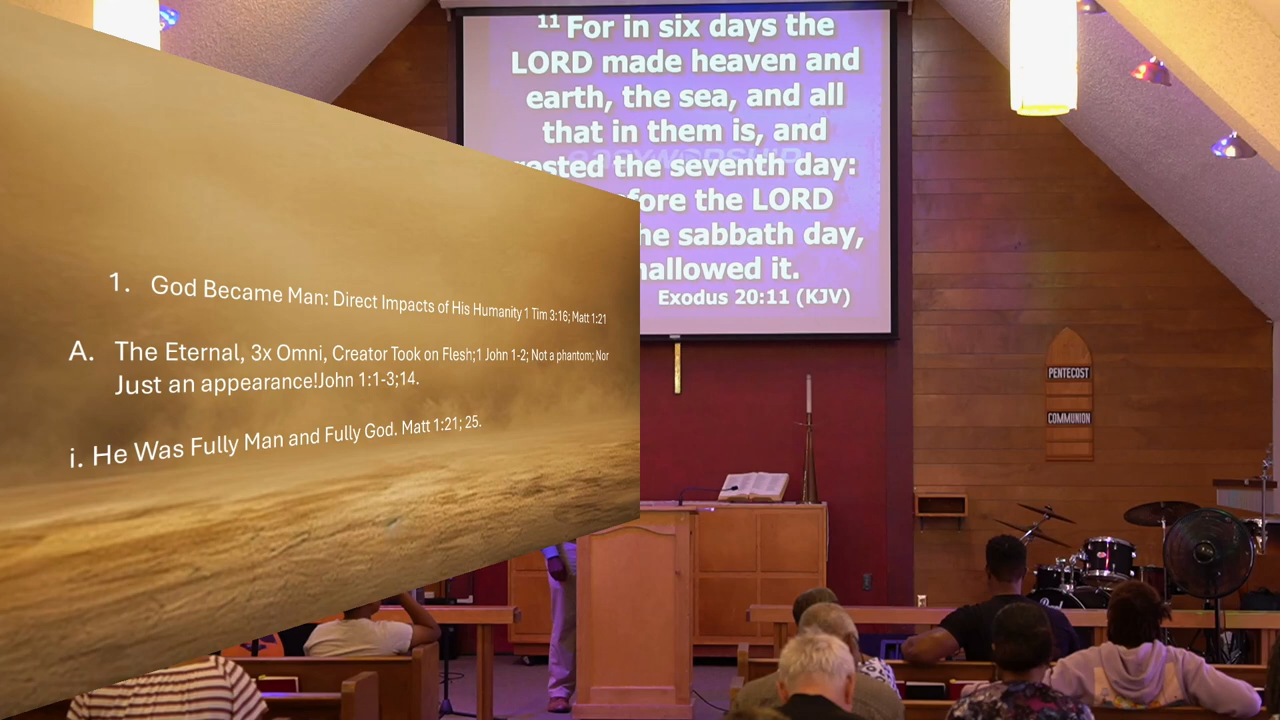 1. God Became Man: Direct Impacts of His Humanity 1 Tim 3:16; Matt 1:21
A. The Eternal, 3x Omni, Creator Took on Flesh;1 John 1-2; Not a phantom; Nor
Just an appearance!John 1:1-3;14.
i. He Was Fully Man and Fully God. Matt 1:21; 25.
11 For in six days the
LORD made heaven and
earth, the sea, and all
that in them is, and
rested the seventh day:
fore the LORD
he sabbath day,
hallowed it.
Exodus 20:11 (KJV)
PENTECOST
COMMUNION